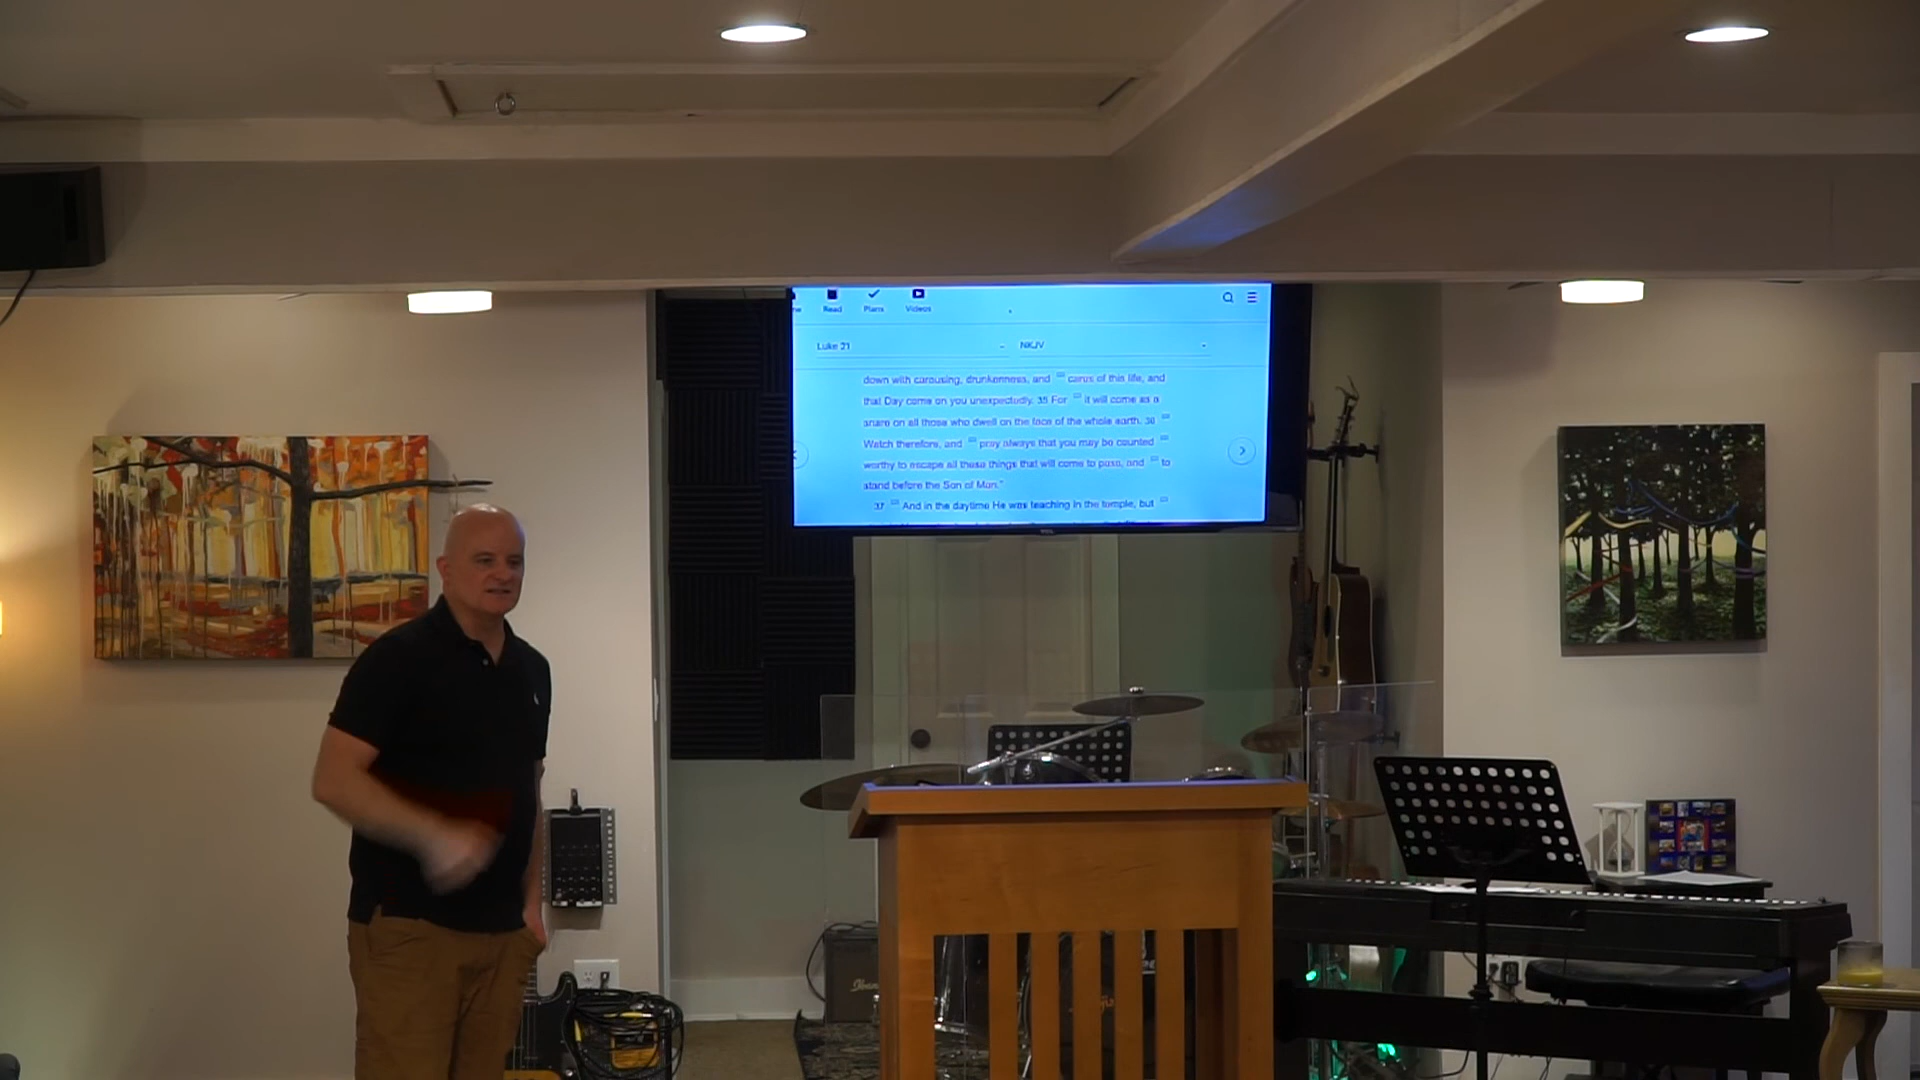 Read Plans Videos
Luke 21 NKJV
down with carousing, drunkenness, and cares of this life, and
that Day come on you unexpectedly. 35 For it will come as a
snare on all those who dwell on the face of the whole earth. 36
Watch therefore, and pray always that you may be counted
worthy to escape all these things that will come to pass, and to
stand before the Son of Man."
37 And in the daytime He was teaching in the temple, but
TCL